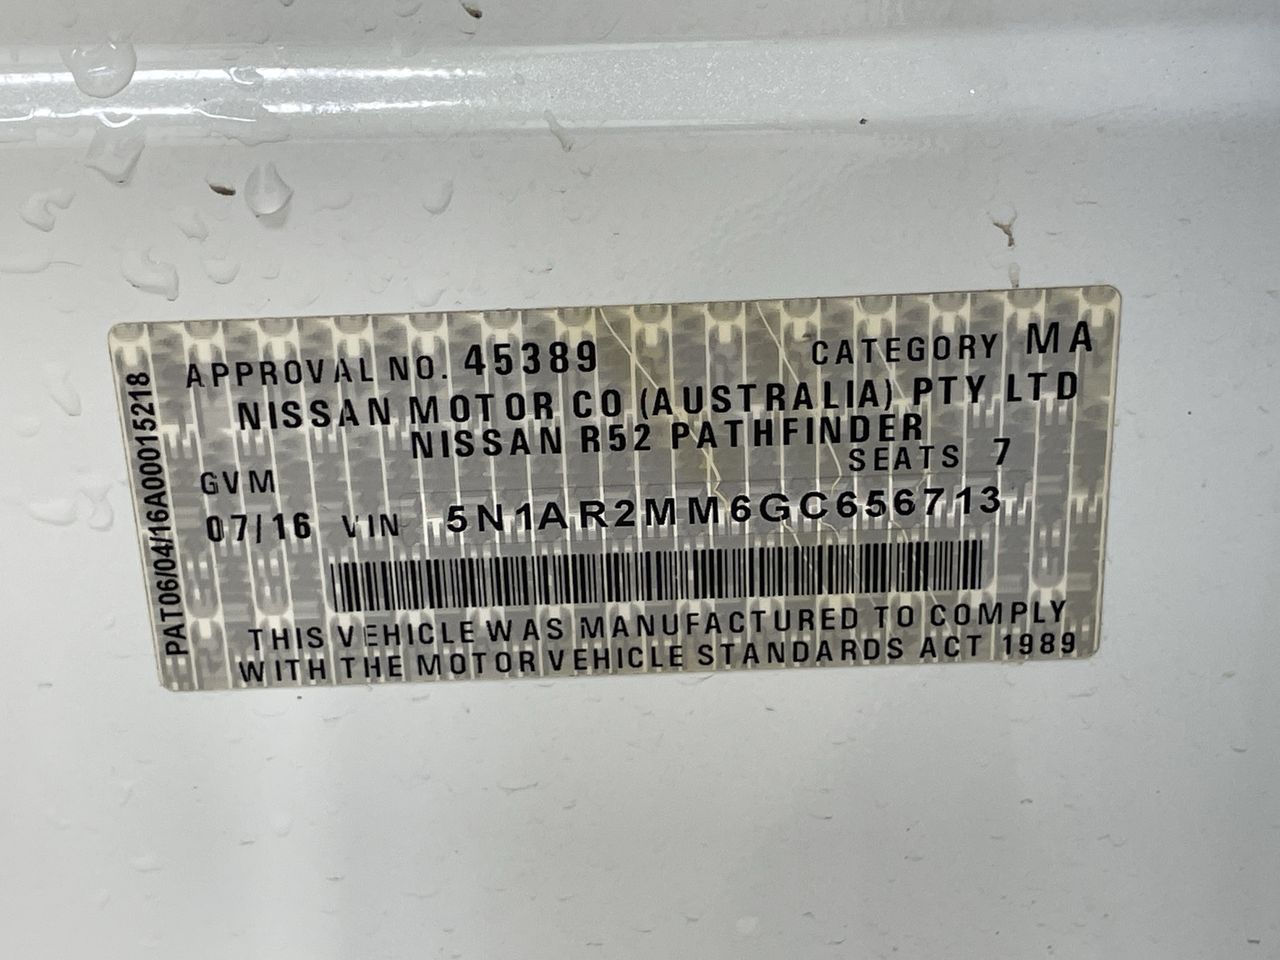 APPROVAL NO. 45389 CATEGORY MA
NISSAN MOTOR CO (AUSTRALIA) PTY LTD
NISSAN R52 PATHFINDER
SEATS 7
GVM
07/16 VIN 5N1AR2MM6GC656713
THIS VEHICLE WAS MANUFACTURED TO COMPLY
WITH THE MOTOR VEHICLE STANDARDS ACT 1989
PAT06/04/16A000015218